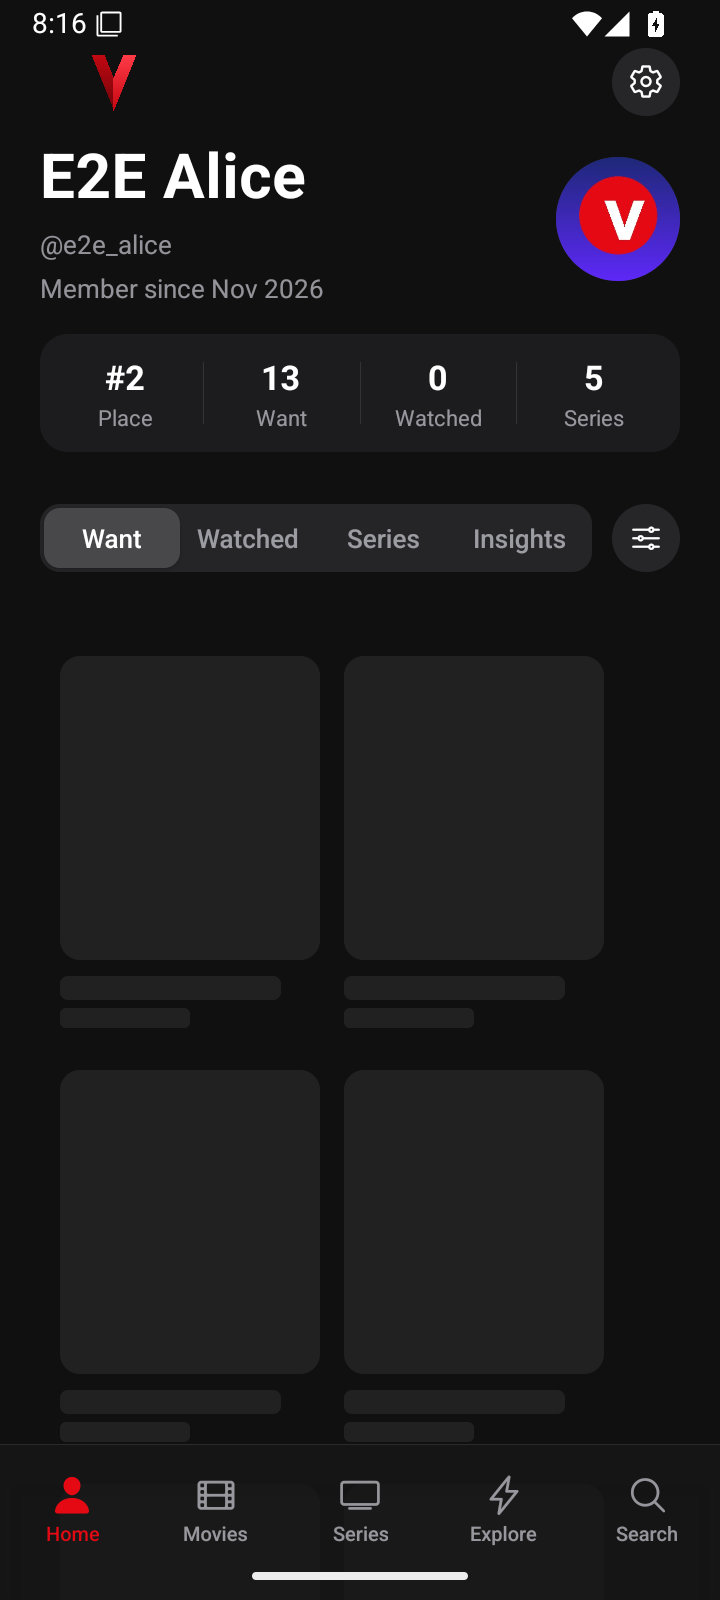 8:16
E2E Alice
@e2e_alice
Member since Nov 2026
#2 13 0 5
Place Want Watched Series
Want Watched Series Insights
Home Movies Series Explore Search